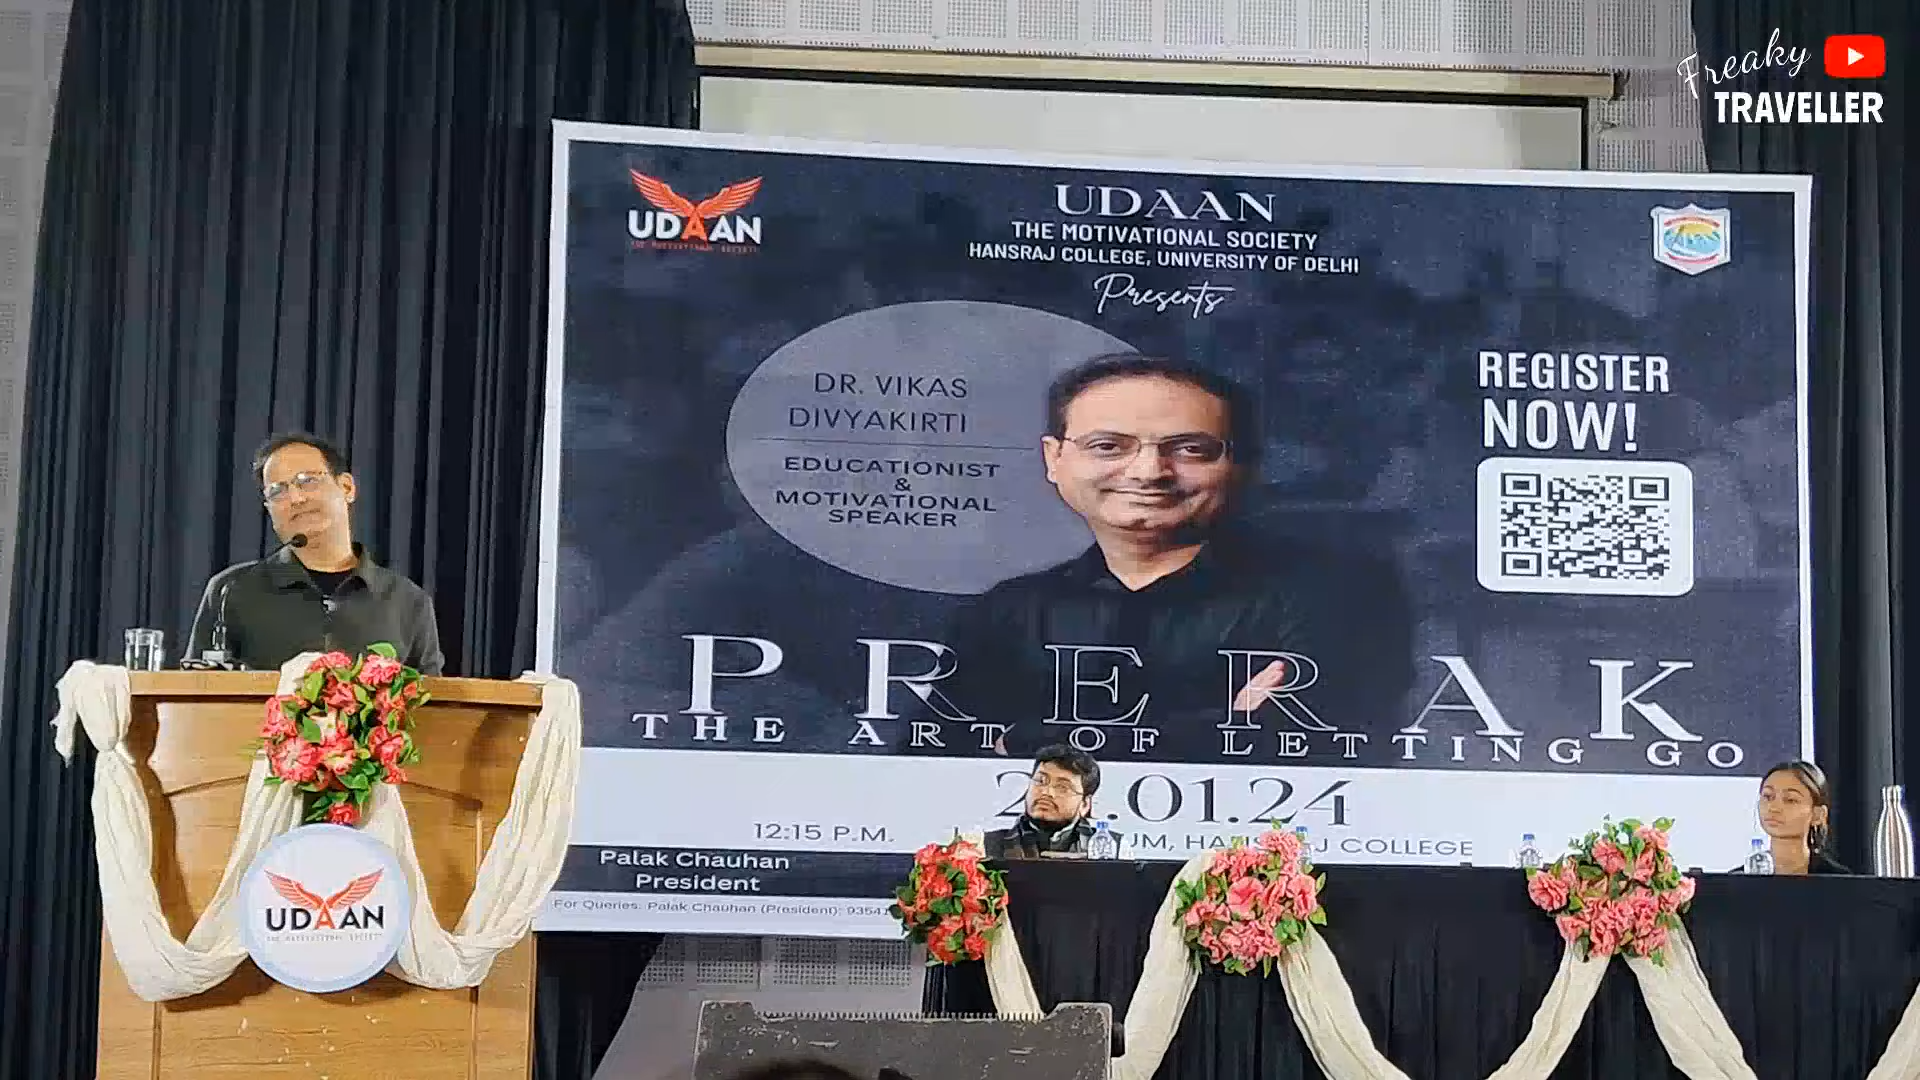 Freaky
TRAVELLER
UDAAN
UDAAN
THE MOTIVATIONAL SOCIETY
HANSRAJ COLLEGE, UNIVERSITY OF DELHI
Presents
DR. VIKAS
DIVYAKIRTI
EDUCATIONIST
&
MOTIVATIONAL
SPEAKER
REGISTER
NOW!
PRERAK
THE ART OF LETTING GO
.01.24
12:15 P.M.
COLLEGE
Palak Chauhan
President
For Queries: Palak Chauhan (President):
UDAAN